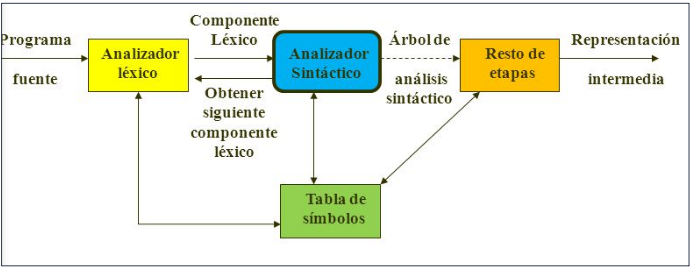 Programa
fuente
Analizador
léxico
Componente
Léxico
Obtener
siguiente
componente
léxico
Analizador
Sintáctico
Árbol de
análisis
sintáctico
Resto de
etapas
Representación
intermedia
Tabla de
símbolos